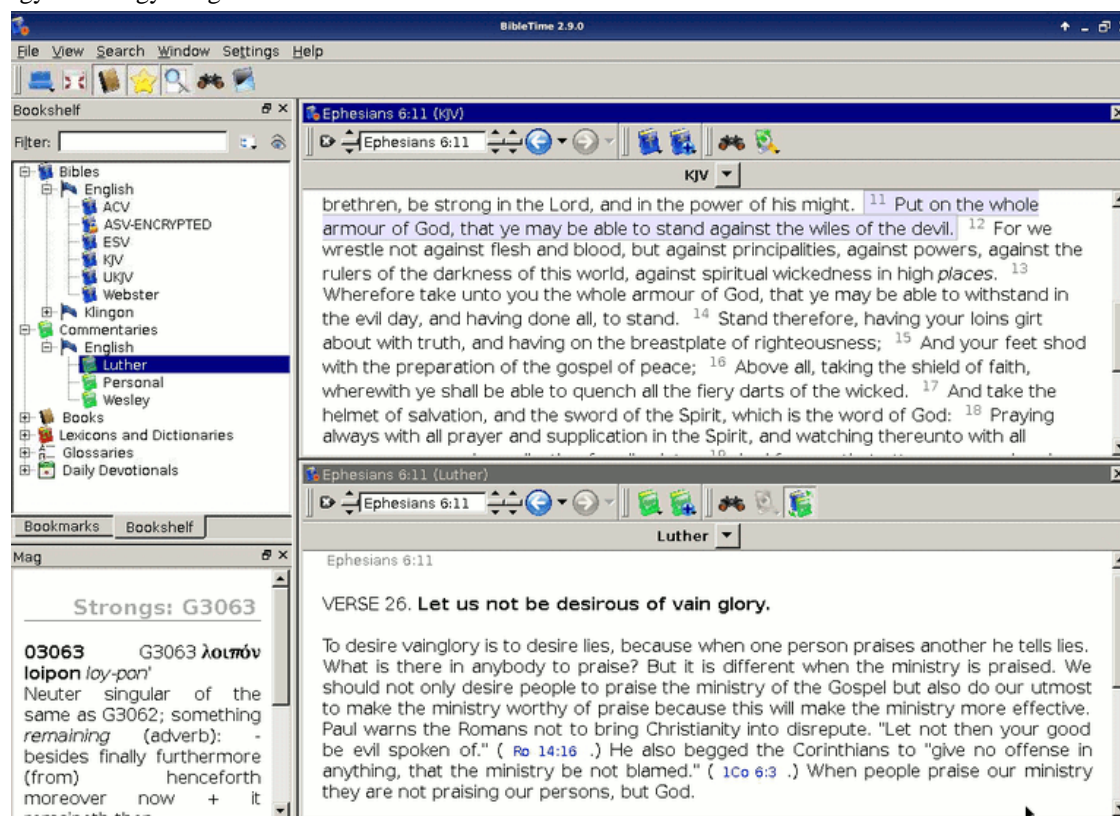 BibleTime 2.9.0
File View Search Window Settings Help
Bookshelf
Filter:
Bibles
English
ACV
ASV-ENCRYPTED
ESV
KJV
UKJV
Webster
Klingon
Commentaries
English
Luther
Personal
Wesley
Books
Lexicons and Dictionaries
Glossaries
Daily Devotionals
Bookmarks Bookshelf
Mag
Strongs: G3063
03063 G3063 λοιπόν
loipon loy-pon'
Neuter singular of the
same as G3062; something
remaining (adverb): -
besides finally furthermore
(from) henceforth
moreover now + it
Ephesians 6:11 (KJV)
Ephesians 6:11
KJV
brethren, be strong in the Lord, and in the power of his might. 11 Put on the whole
armour of God, that ye may be able to stand against the wiles of the devil. 12 For we
wrestle not against flesh and blood, but against principalities, against powers, against the
rulers of the darkness of this world, against spiritual wickedness in high places. 13
Wherefore take unto you the whole armour of God, that ye may be able to withstand in
the evil day, and having done all, to stand. 14 Stand therefore, having your loins girt
about with truth, and having on the breastplate of righteousness; 15 And your feet shod
with the preparation of the gospel of peace; 16 Above all, taking the shield of faith,
wherewith ye shall be able to quench all the fiery darts of the wicked. 17 And take the
helmet of salvation, and the sword of the Spirit, which is the word of God: 18 Praying
always with all prayer and supplication in the Spirit, and watching thereunto with all
Ephesians 6:11 (Luther)
Ephesians 6:11
Luther
Ephesians 6:11
VERSE 26. Let us not be desirous of vain glory.
To desire vainglory is to desire lies, because when one person praises another he tells lies.
What is there in anybody to praise? But it is different when the ministry is praised. We
should not only desire people to praise the ministry of the Gospel but also do our utmost
to make the ministry worthy of praise because this will make the ministry more effective.
Paul warns the Romans not to bring Christianity into disrepute. "Let not then your good
be evil spoken of." ( Ro 14:16 .) He also begged the Corinthians to "give no offense in
anything, that the ministry be not blamed." ( 1Co 6:3 .) When people praise our ministry
they are not praising our persons, but God.